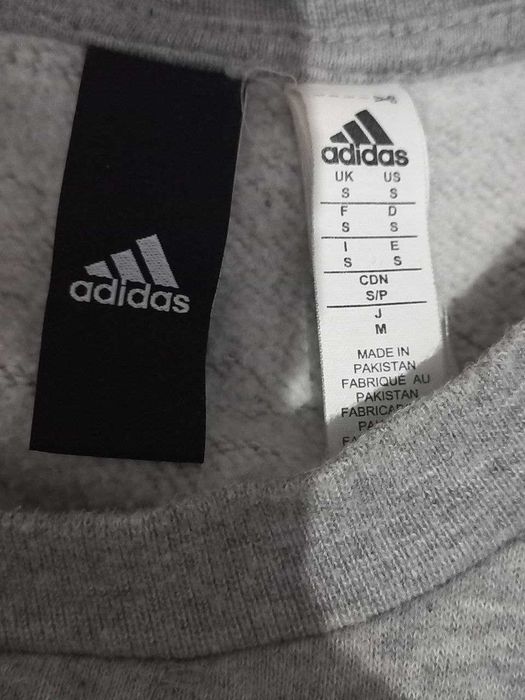 adidas
adidas
UK US
S S
F D
S S
I E
S S
CDN
S/P
J
M
MADE IN
PAKISTAN
FABRIQUÉ AU
PAKISTAN